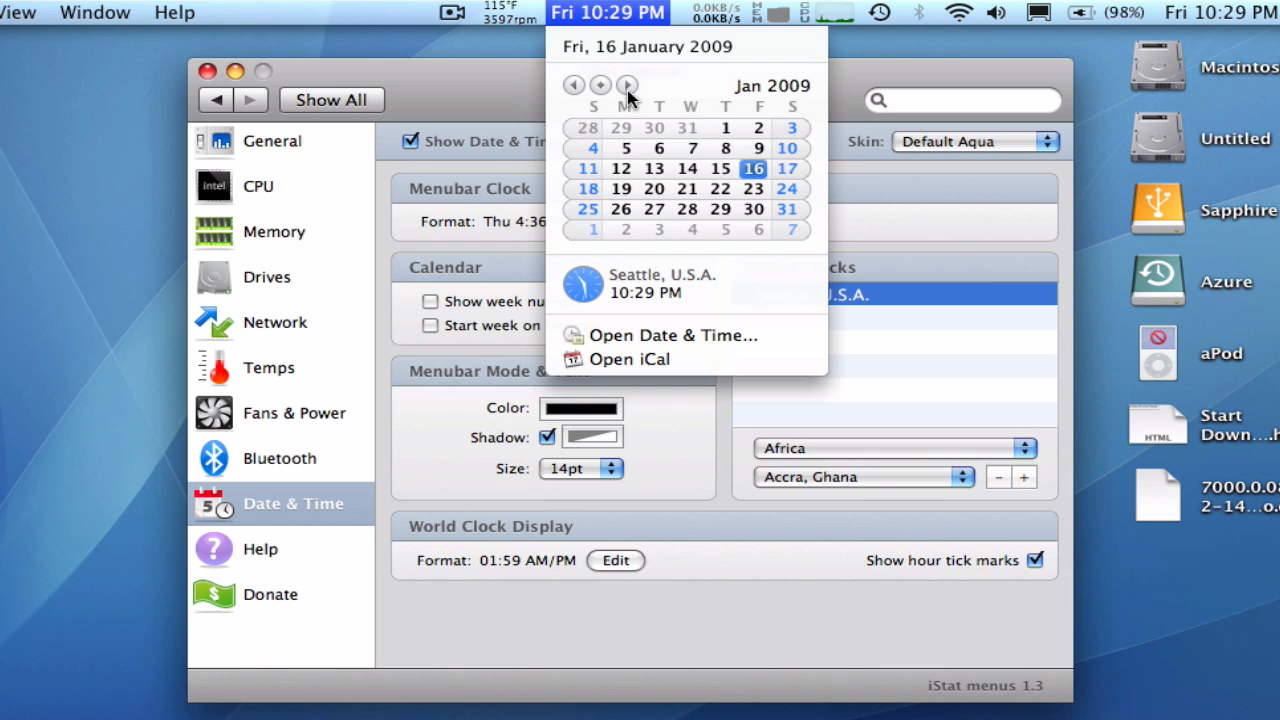 View Window Help 115°F 3597rpm Fri 10:29 PM 0.0KB/s 0.0KB/s MEM CPU (98%) Fri 10:29 PM
Fri, 16 January 2009
Jan 2009
S M T W T F S
28 29 30 31 1 2 3
4 5 6 7 8 9 10
11 12 13 14 15 16 17
18 19 20 21 22 23 24
25 26 27 28 29 30 31
1 2 3 4 5 6 7
Seattle, U.S.A.
10:29 PM
Open Date & Time...
Open iCal
Show All
General
intel CPU
Memory
Drives
Network
Temps
Fans & Power
Bluetooth
5 Date & Time
? Help
$ Donate
Show Date & Tim
Skin: Default Aqua
Menubar Clock
Format: Thu 4:36
Calendar
Show week nu
Start week on
Menubar Mode &
Color:
Shadow:
Size: 14pt
cks
U.S.A.
Africa
Accra, Ghana
- +
World Clock Display
Format: 01:59 AM/PM Edit
Show hour tick marks
iStat menus 1.3
Macintos
Untitled
Sapphire
Azure
aPod
HTML
Start
Down....h
7000.0.08
2-14...o.